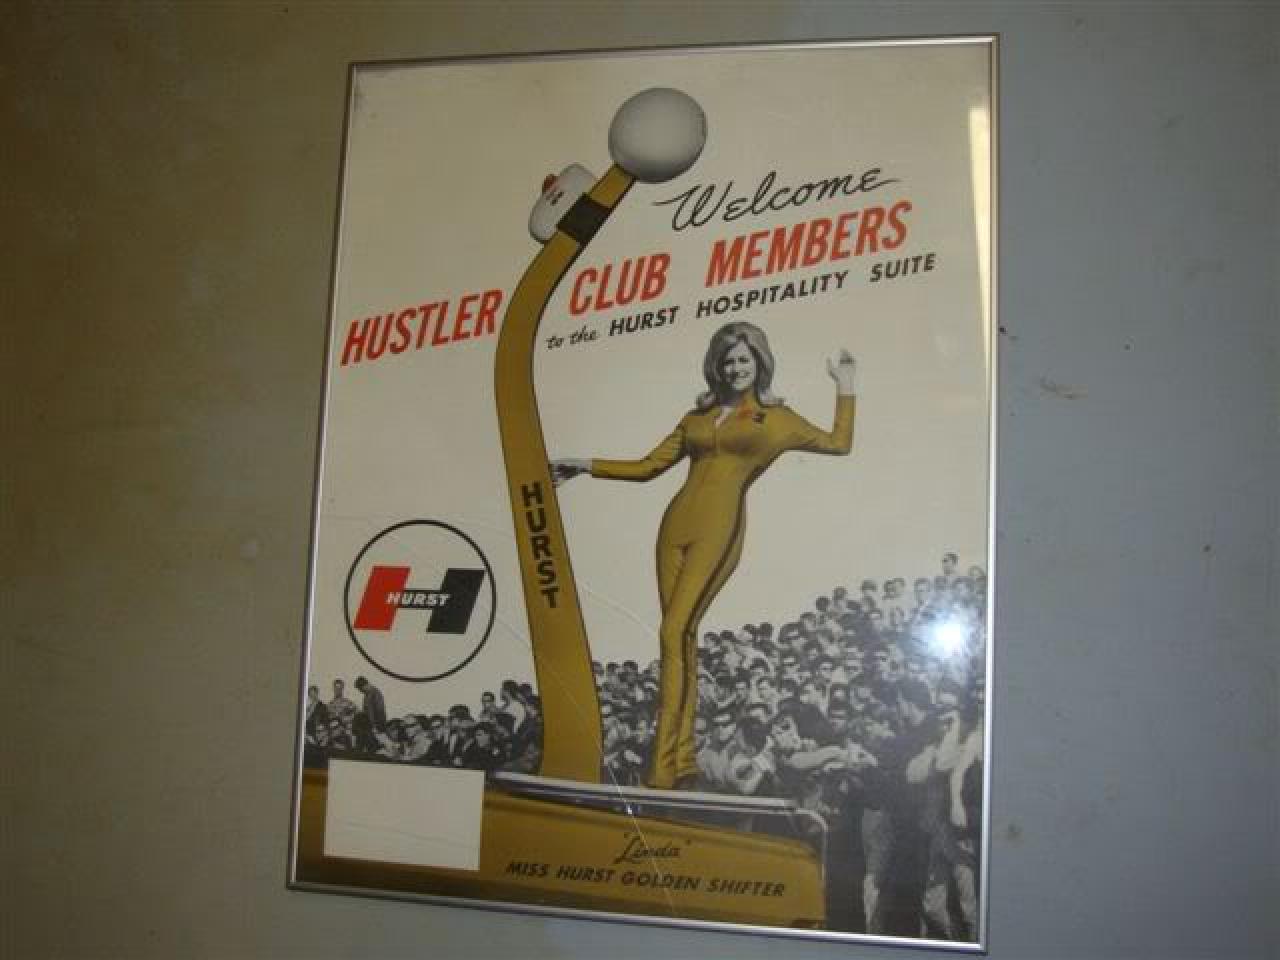 Welcome
HUSTLER CLUB MEMBERS
to the HURST HOSPITALITY SUITE
HURST
HURST
"Linda"
MISS HURST GOLDEN SHIFTER